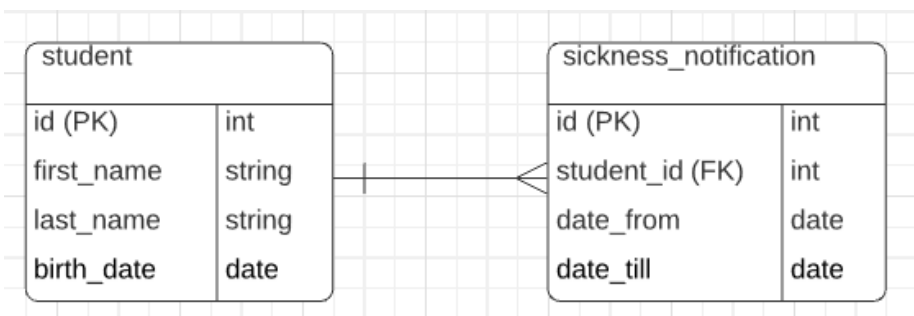 student
id (PK) int
first_name string
last_name string
birth_date date
sickness_notification
id (PK) int
student_id (FK) int
date_from date
date_till date